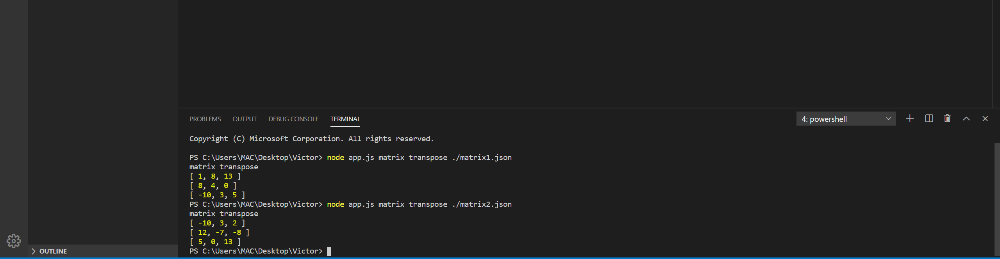 PROBLEMS OUTPUT DEBUG CONSOLE TERMINAL 4: powershell
Copyright (C) Microsoft Corporation. All rights reserved.
PS C:\Users\MAC\Desktop\Victor> node app.js matrix transpose ./matrix1.json
matrix transpose
[ 1, 8, 13 ]
[ 8, 4, 0 ]
[ -10, 3, 5 ]
PS C:\Users\MAC\Desktop\Victor> node app.js matrix transpose ./matrix2.json
matrix transpose
[ -10, 3, 2 ]
[ 12, -7, -8 ]
[ 5, 0, 13 ]
PS C:\Users\MAC\Desktop\Victor>
OUTLINE